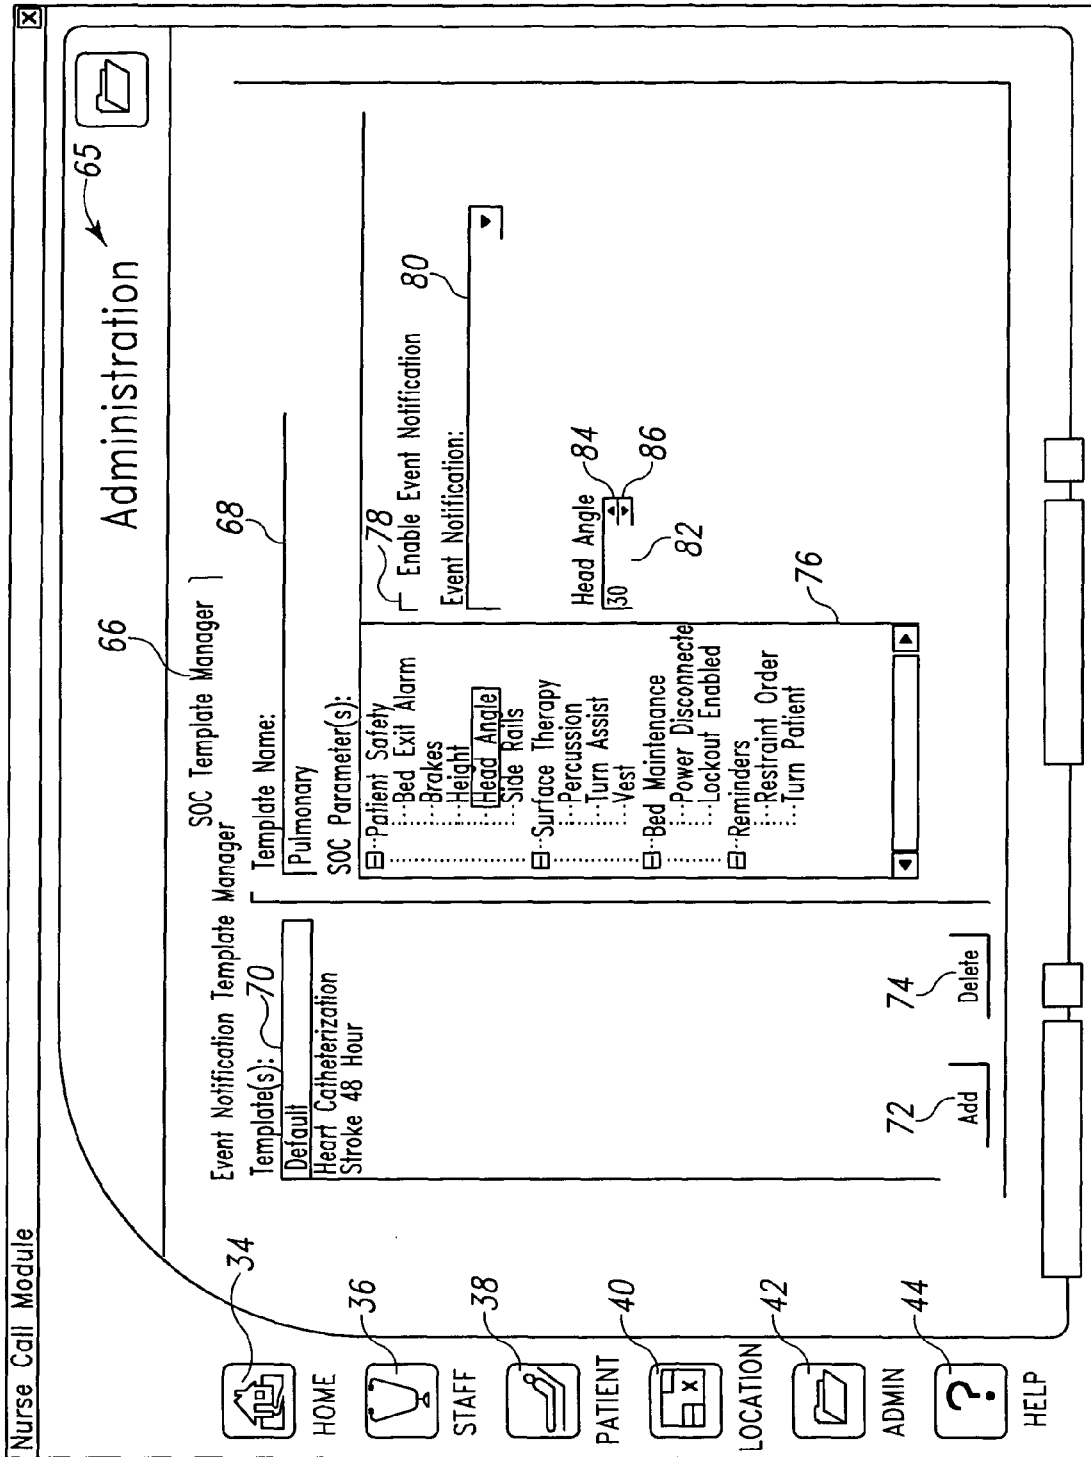 Nurse Call Module
X
Administration
65
66
SOC Template Manager
Event Notification Template Manager
Template(s):
70
Default
Heart Catheterization
Stroke 48 Hour
Template Name:
68
Pulmonary
SOC Parameter(s):
Patient Safety
Bed Exit Alarm
Brakes
Height
Head Angle
Side Rails
Surface Therapy
Percussion
Turn Assist
Vest
Bed Maintenance
Power Disconnecte
Lockout Enabled
Reminders
Restraint Order
Turn Patient
76
78
Enable Event Notification
Event Notification:
80
Head Angle
30
84
86
82
72
Add
74
Delete
34
HOME
36
STAFF
38
PATIENT
40
X
LOCATION
42
ADMIN
44
?
HELP